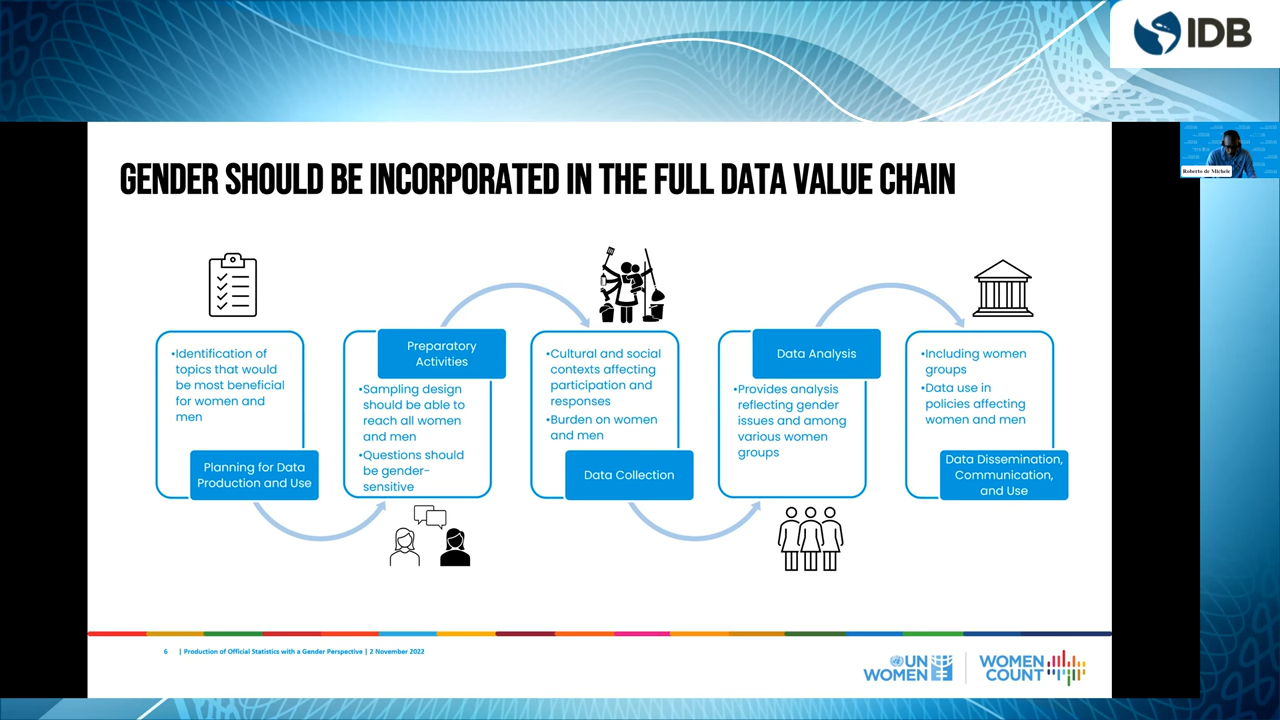 IDB
Roberto de Michele
GENDER SHOULD BE INCORPORATED IN THE FULL DATA VALUE CHAIN
•Identification of
topics that would
be most beneficial
for women and
men
Planning for Data
Production and Use
Preparatory
Activities
•Sampling design
should be able to
reach all women
and men
•Questions should
be gender-
sensitive
•Cultural and social
contexts affecting
participation and
responses
•Burden on women
and men
Data Collection
Data Analysis
•Provides analysis
reflecting gender
issues and among
various women
groups
•Including women
groups
•Data use in
policies affecting
women and men
Data Dissemination,
Communication,
and Use
6 | Production of Official Statistics with a Gender Perspective | 2 November 2022
UN
WOMEN
WOMEN
COUNT